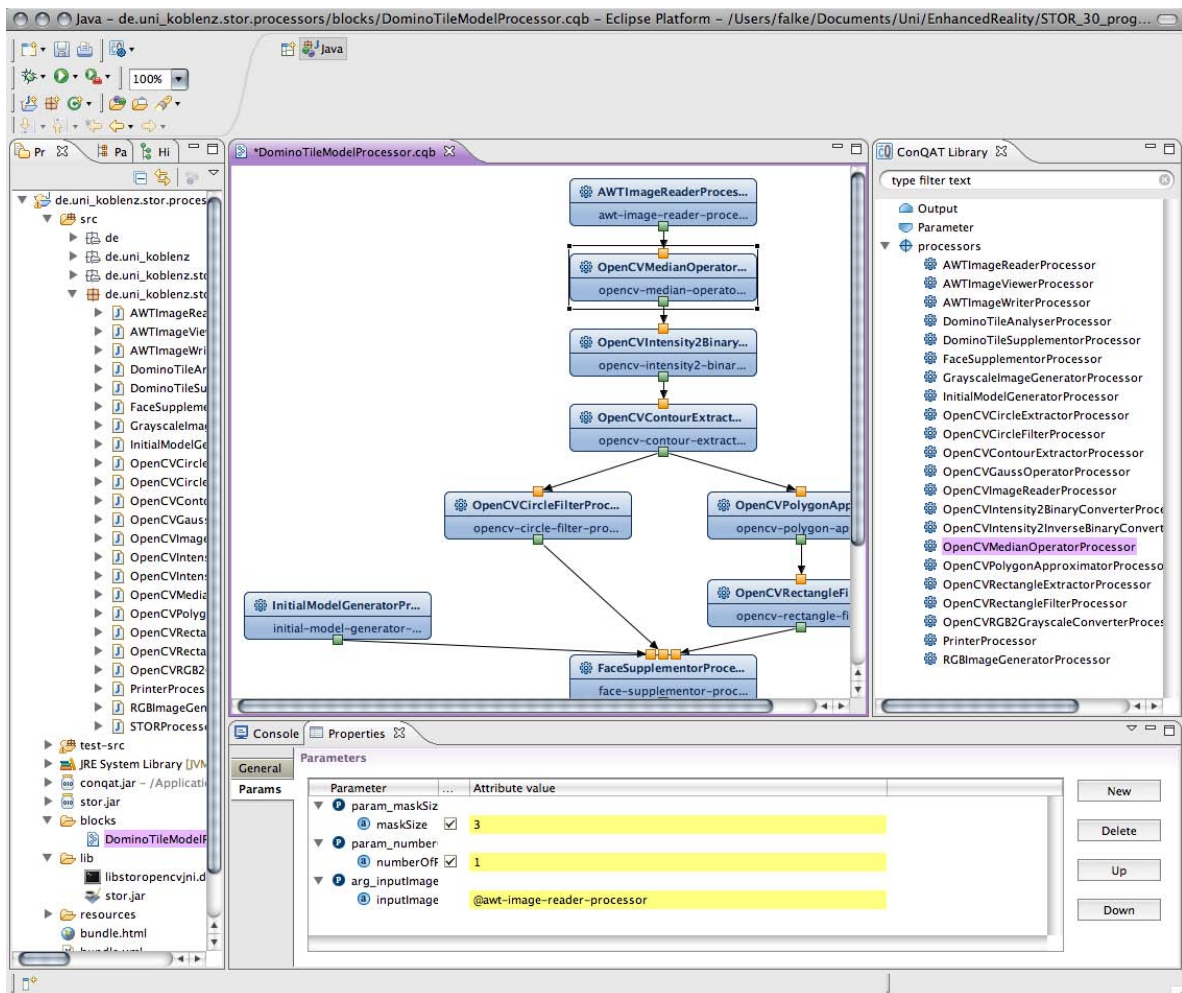 Java – de.uni_koblenz.stor.processors/blocks/DominoTileModelProcessor.cqb – Eclipse Platform – /Users/falke/Documents/Uni/EnhancedReality/STOR_30_prog...
Java
100%
Pr
Pa
Hi
de.uni_koblenz.stor.proces
src
de
de.uni_koblenz
de.uni_koblenz.sto
de.uni_koblenz.sto
AWTImageRea
AWTImageVie
AWTImageWri
DominoTileAr
DominoTileSu
FaceSuppleme
GrayscaleImag
InitialModelGe
OpenCVCircle
OpenCVCircle
OpenCVConto
OpenCVGauss
OpenCVImage
OpenCVIntens
OpenCVIntens
OpenCVMedia
OpenCVPolyg
OpenCVRecta
OpenCVRecta
OpenCVRGB2
PrinterProces
RGBImageGen
STORProcesse
test-src
JRE System Library [JVM
conqat.jar – /Applicati
stor.jar
blocks
DominoTileModelP
lib
libstoropencvjni.d
stor.jar
resources
bundle.html
*DominoTileModelProcessor.cqb
AWTImageReaderProces...
awt-image-reader-proce...
OpenCVMedianOperator...
opencv-median-operato...
OpenCVIntensity2Binary...
opencv-intensity2-binar...
OpenCVContourExtract...
opencv-contour-extract...
OpenCVCircleFilterProc...
opencv-circle-filter-pro...
OpenCVPolygonApp
opencv-polygon-ap
OpenCVRectangleFi
opencv-rectangle-fi
InitialModelGeneratorPr...
initial-model-generator-...
FaceSupplementorProce...
face-supplementor-proc...
ConQAT Library
type filter text
Output
Parameter
processors
AWTImageReaderProcessor
AWTImageViewerProcessor
AWTImageWriterProcessor
DominoTileAnalyserProcessor
DominoTileSupplementorProcessor
FaceSupplementorProcessor
GrayscaleImageGeneratorProcessor
InitialModelGeneratorProcessor
OpenCVCircleExtractorProcessor
OpenCVCircleFilterProcessor
OpenCVContourExtractorProcessor
OpenCVGaussOperatorProcessor
OpenCVImageReaderProcessor
OpenCVIntensity2BinaryConverterProce
OpenCVIntensity2InverseBinaryConvert
OpenCVMedianOperatorProcessor
OpenCVPolygonApproximatorProcesso
OpenCVRectangleExtractorProcessor
OpenCVRectangleFilterProcessor
OpenCVRGB2GrayscaleConverterProces
PrinterProcessor
RGBImageGeneratorProcessor
Console
Properties
General
Params
Parameters
Parameter ... Attribute value
param_maskSiz
maskSize 3
param_number
numberOfF 1
arg_inputImage
inputImage @awt-image-reader-processor
New
Delete
Up
Down